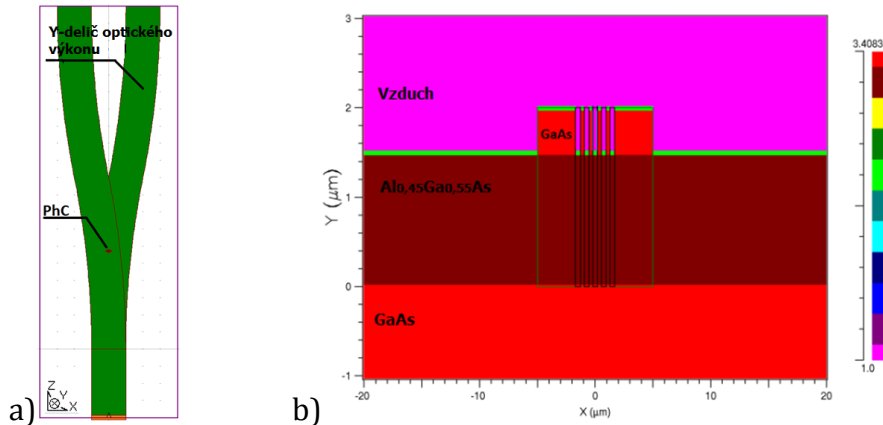 Y-delič optického
výkonu
PhC
Z
Y
X
a)
b)
Y (μm)
3
2
1
0
-1
Vzduch
GaAs
Al0,45Ga0,55As
GaAs
-20
-10
0
10
20
X (μm)
3.4083
1.0